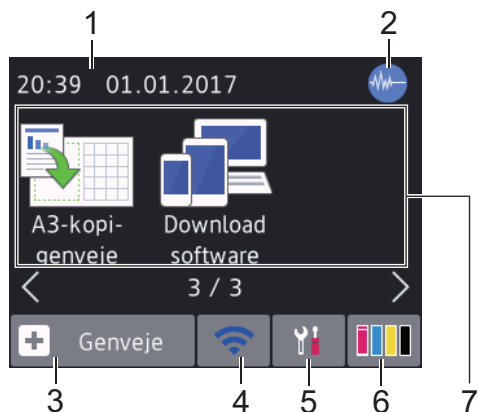 1
2
20:39 01.01.2017
A3-kopi-
genveje
Download
software
3 / 3
Genveje
3
4
5
6
7